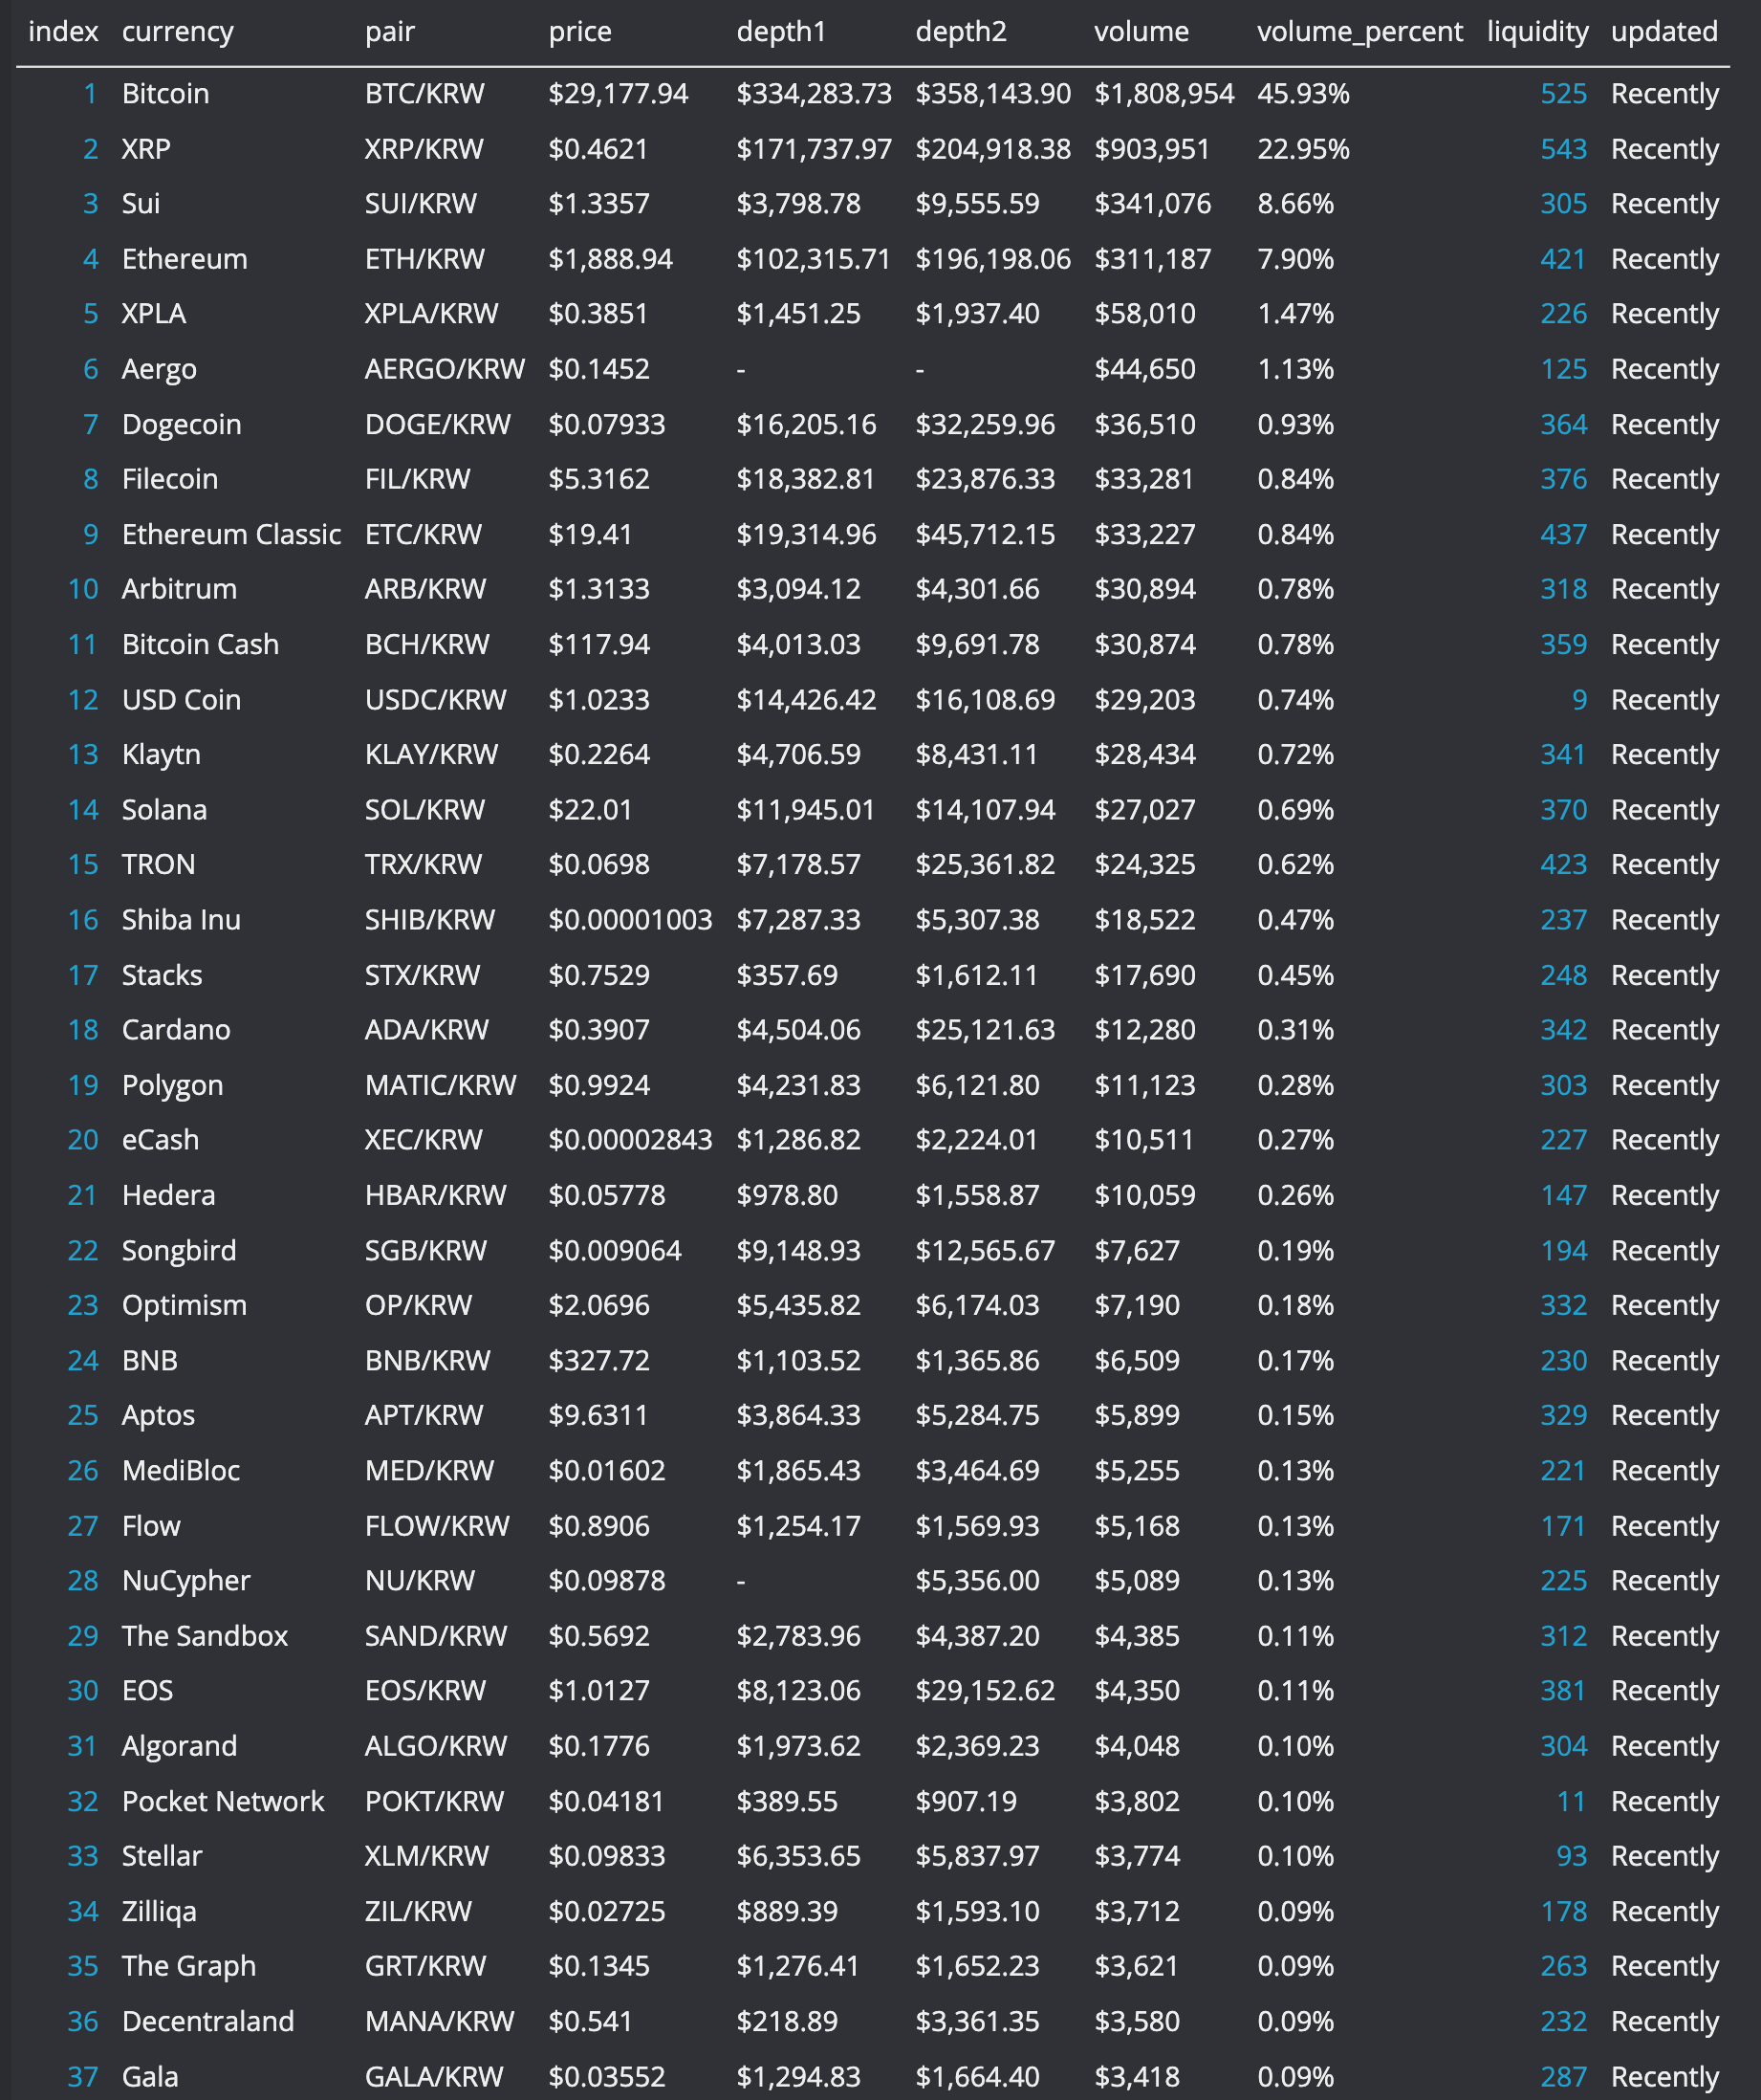 index currency pair price depth1 depth2 volume volume_percent liquidity updated
1 Bitcoin BTC/KRW $29,177.94 $334,283.73 $358,143.90 $1,808,954 45.93% 525 Recently
2 XRP XRP/KRW $0.4621 $171,737.97 $204,918.38 $903,951 22.95% 543 Recently
3 Sui SUI/KRW $1.3357 $3,798.78 $9,555.59 $341,076 8.66% 305 Recently
4 Ethereum ETH/KRW $1,888.94 $102,315.71 $196,198.06 $311,187 7.90% 421 Recently
5 XPLA XPLA/KRW $0.3851 $1,451.25 $1,937.40 $58,010 1.47% 226 Recently
6 Aergo AERGO/KRW $0.1452 - - $44,650 1.13% 125 Recently
7 Dogecoin DOGE/KRW $0.07933 $16,205.16 $32,259.96 $36,510 0.93% 364 Recently
8 Filecoin FIL/KRW $5.3162 $18,382.81 $23,876.33 $33,281 0.84% 376 Recently
9 Ethereum Classic ETC/KRW $19.41 $19,314.96 $45,712.15 $33,227 0.84% 437 Recently
10 Arbitrum ARB/KRW $1.3133 $3,094.12 $4,301.66 $30,894 0.78% 318 Recently
11 Bitcoin Cash BCH/KRW $117.94 $4,013.03 $9,691.78 $30,874 0.78% 359 Recently
12 USD Coin USDC/KRW $1.0233 $14,426.42 $16,108.69 $29,203 0.74% 9 Recently
13 Klaytn KLAY/KRW $0.2264 $4,706.59 $8,431.11 $28,434 0.72% 341 Recently
14 Solana SOL/KRW $22.01 $11,945.01 $14,107.94 $27,027 0.69% 370 Recently
15 TRON TRX/KRW $0.0698 $7,178.57 $25,361.82 $24,325 0.62% 423 Recently
16 Shiba Inu SHIB/KRW $0.00001003 $7,287.33 $5,307.38 $18,522 0.47% 237 Recently
17 Stacks STX/KRW $0.7529 $357.69 $1,612.11 $17,690 0.45% 248 Recently
18 Cardano ADA/KRW $0.3907 $4,504.06 $25,121.63 $12,280 0.31% 342 Recently
19 Polygon MATIC/KRW $0.9924 $4,231.83 $6,121.80 $11,123 0.28% 303 Recently
20 eCash XEC/KRW $0.00002843 $1,286.82 $2,224.01 $10,511 0.27% 227 Recently
21 Hedera HBAR/KRW $0.05778 $978.80 $1,558.87 $10,059 0.26% 147 Recently
22 Songbird SGB/KRW $0.009064 $9,148.93 $12,565.67 $7,627 0.19% 194 Recently
23 Optimism OP/KRW $2.0696 $5,435.82 $6,174.03 $7,190 0.18% 332 Recently
24 BNB BNB/KRW $327.72 $1,103.52 $1,365.86 $6,509 0.17% 230 Recently
25 Aptos APT/KRW $9.6311 $3,864.33 $5,284.75 $5,899 0.15% 329 Recently
26 MediBloc MED/KRW $0.01602 $1,865.43 $3,464.69 $5,255 0.13% 221 Recently
27 Flow FLOW/KRW $0.8906 $1,254.17 $1,569.93 $5,168 0.13% 171 Recently
28 NuCypher NU/KRW $0.09878 - $5,356.00 $5,089 0.13% 225 Recently
29 The Sandbox SAND/KRW $0.5692 $2,783.96 $4,387.20 $4,385 0.11% 312 Recently
30 EOS EOS/KRW $1.0127 $8,123.06 $29,152.62 $4,350 0.11% 381 Recently
31 Algorand ALGO/KRW $0.1776 $1,973.62 $2,369.23 $4,048 0.10% 304 Recently
32 Pocket Network POKT/KRW $0.04181 $389.55 $907.19 $3,802 0.10% 11 Recently
33 Stellar XLM/KRW $0.09833 $6,353.65 $5,837.97 $3,774 0.10% 93 Recently
34 Zilliqa ZIL/KRW $0.02725 $889.39 $1,593.10 $3,712 0.09% 178 Recently
35 The Graph GRT/KRW $0.1345 $1,276.41 $1,652.23 $3,621 0.09% 263 Recently
36 Decentraland MANA/KRW $0.541 $218.89 $3,361.35 $3,580 0.09% 232 Recently
37 Gala GALA/KRW $0.03552 $1,294.83 $1,664.40 $3,418 0.09% 287 Recently